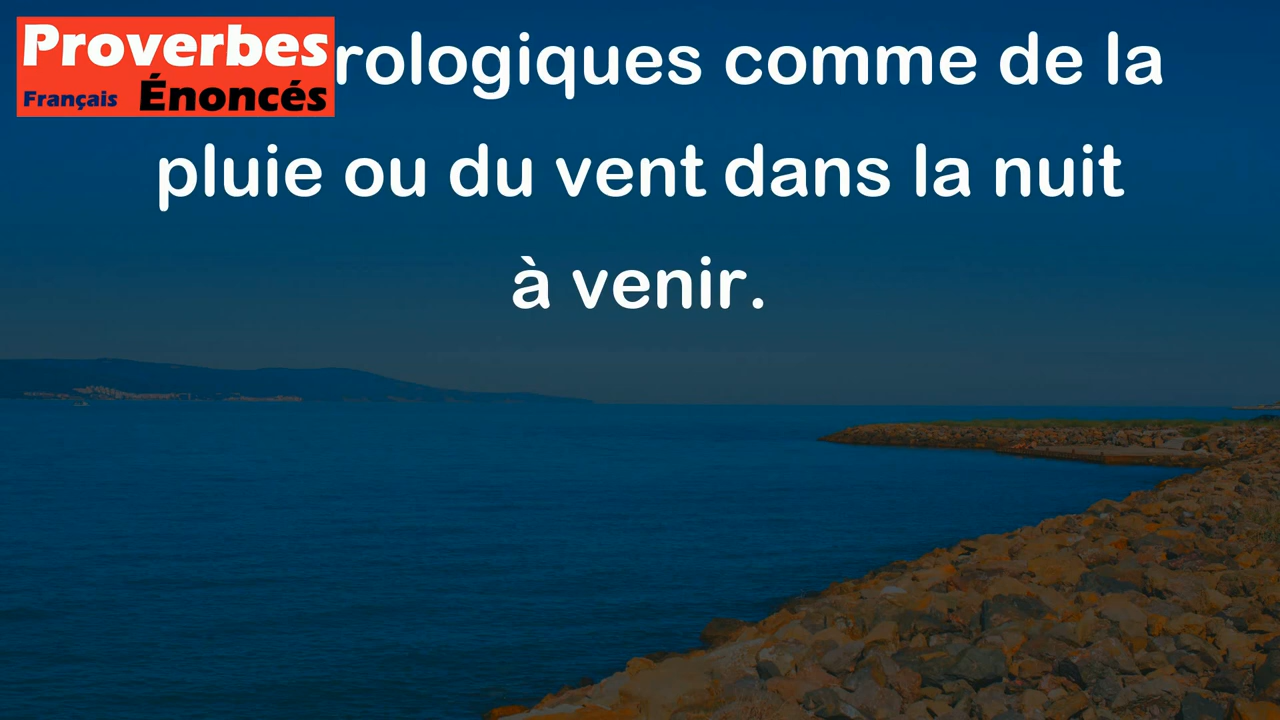 Proverbes
Français Énoncés
rologiques comme de la
pluie ou du vent dans la nuit
à venir.